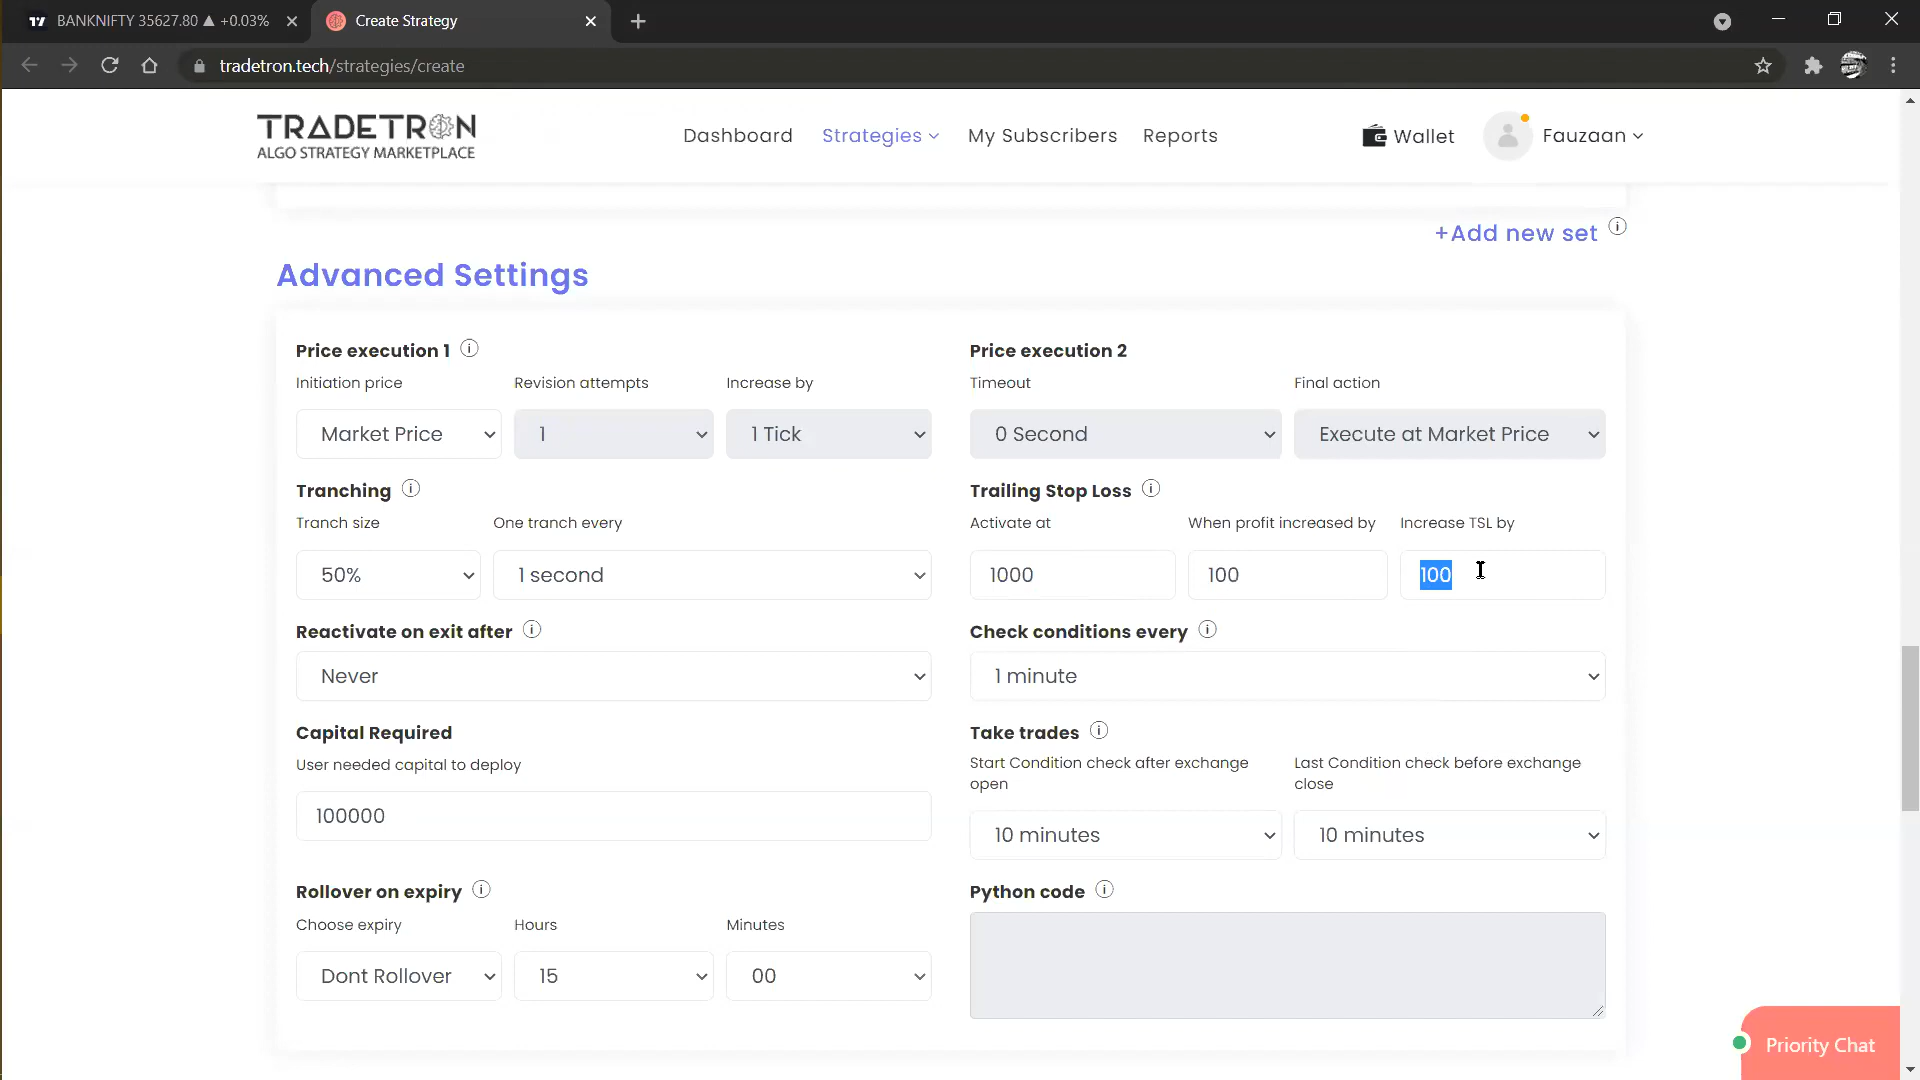 BANKNIFTY 35627.80 ▲ +0.03%
Create Strategy
tradetron.tech/strategies/create
TRADETRON
ALGO STRATEGY MARKETPLACE
Dashboard
Strategies
My Subscribers
Reports
Wallet
Fauzaan
+Add new set
Advanced Settings
Price execution 1
Initiation price
Revision attempts
Increase by
Market Price
1
1 Tick
Price execution 2
Timeout
Final action
0 Second
Execute at Market Price
Tranching
Tranch size
One tranch every
50%
1 second
Trailing Stop Loss
Activate at
When profit increased by
Increase TSL by
1000
100
100
Reactivate on exit after
Never
Check conditions every
1 minute
Capital Required
User needed capital to deploy
100000
Take trades
Start Condition check after exchange
open
Last Condition check before exchange
close
10 minutes
10 minutes
Rollover on expiry
Choose expiry
Hours
Minutes
Dont Rollover
15
00
Python code
Priority Chat